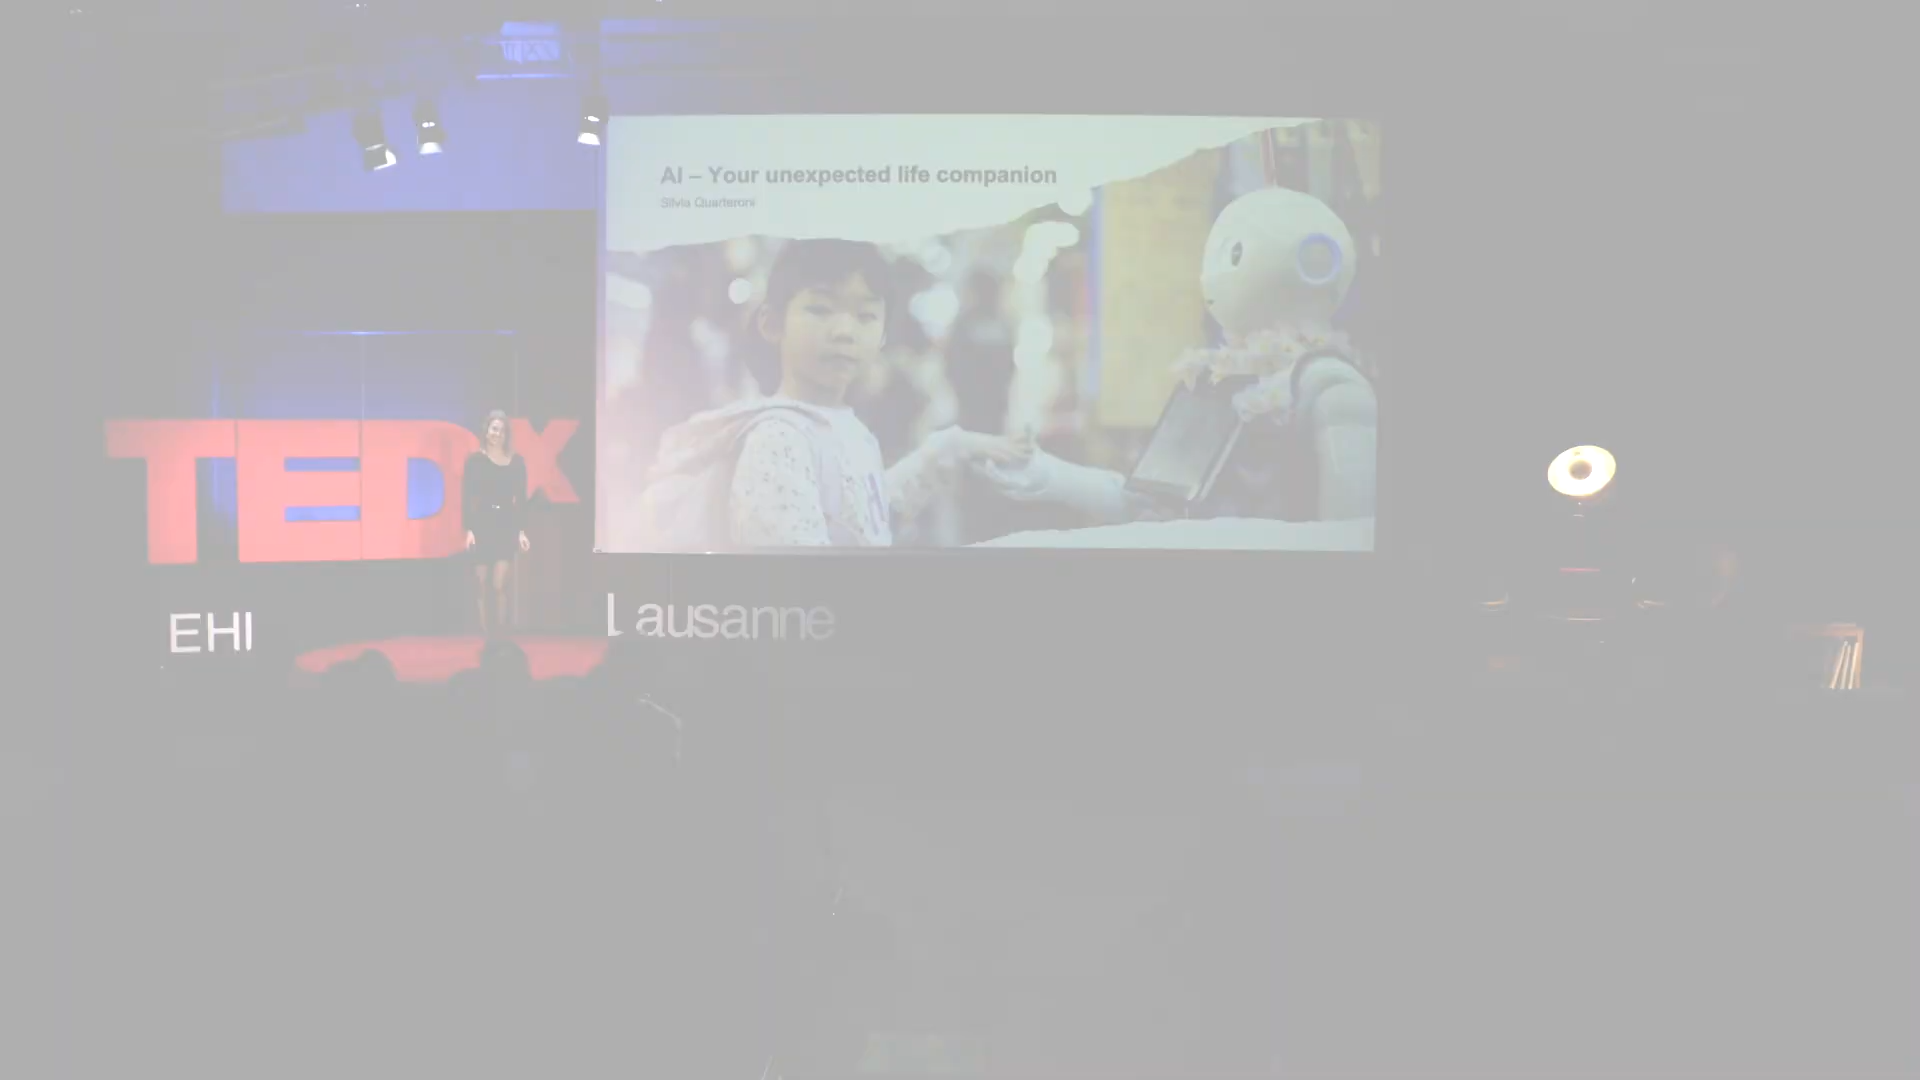 AI – Your unexpected life companion
Silvia Quarteroni
TEDx
EHl
Lausanne